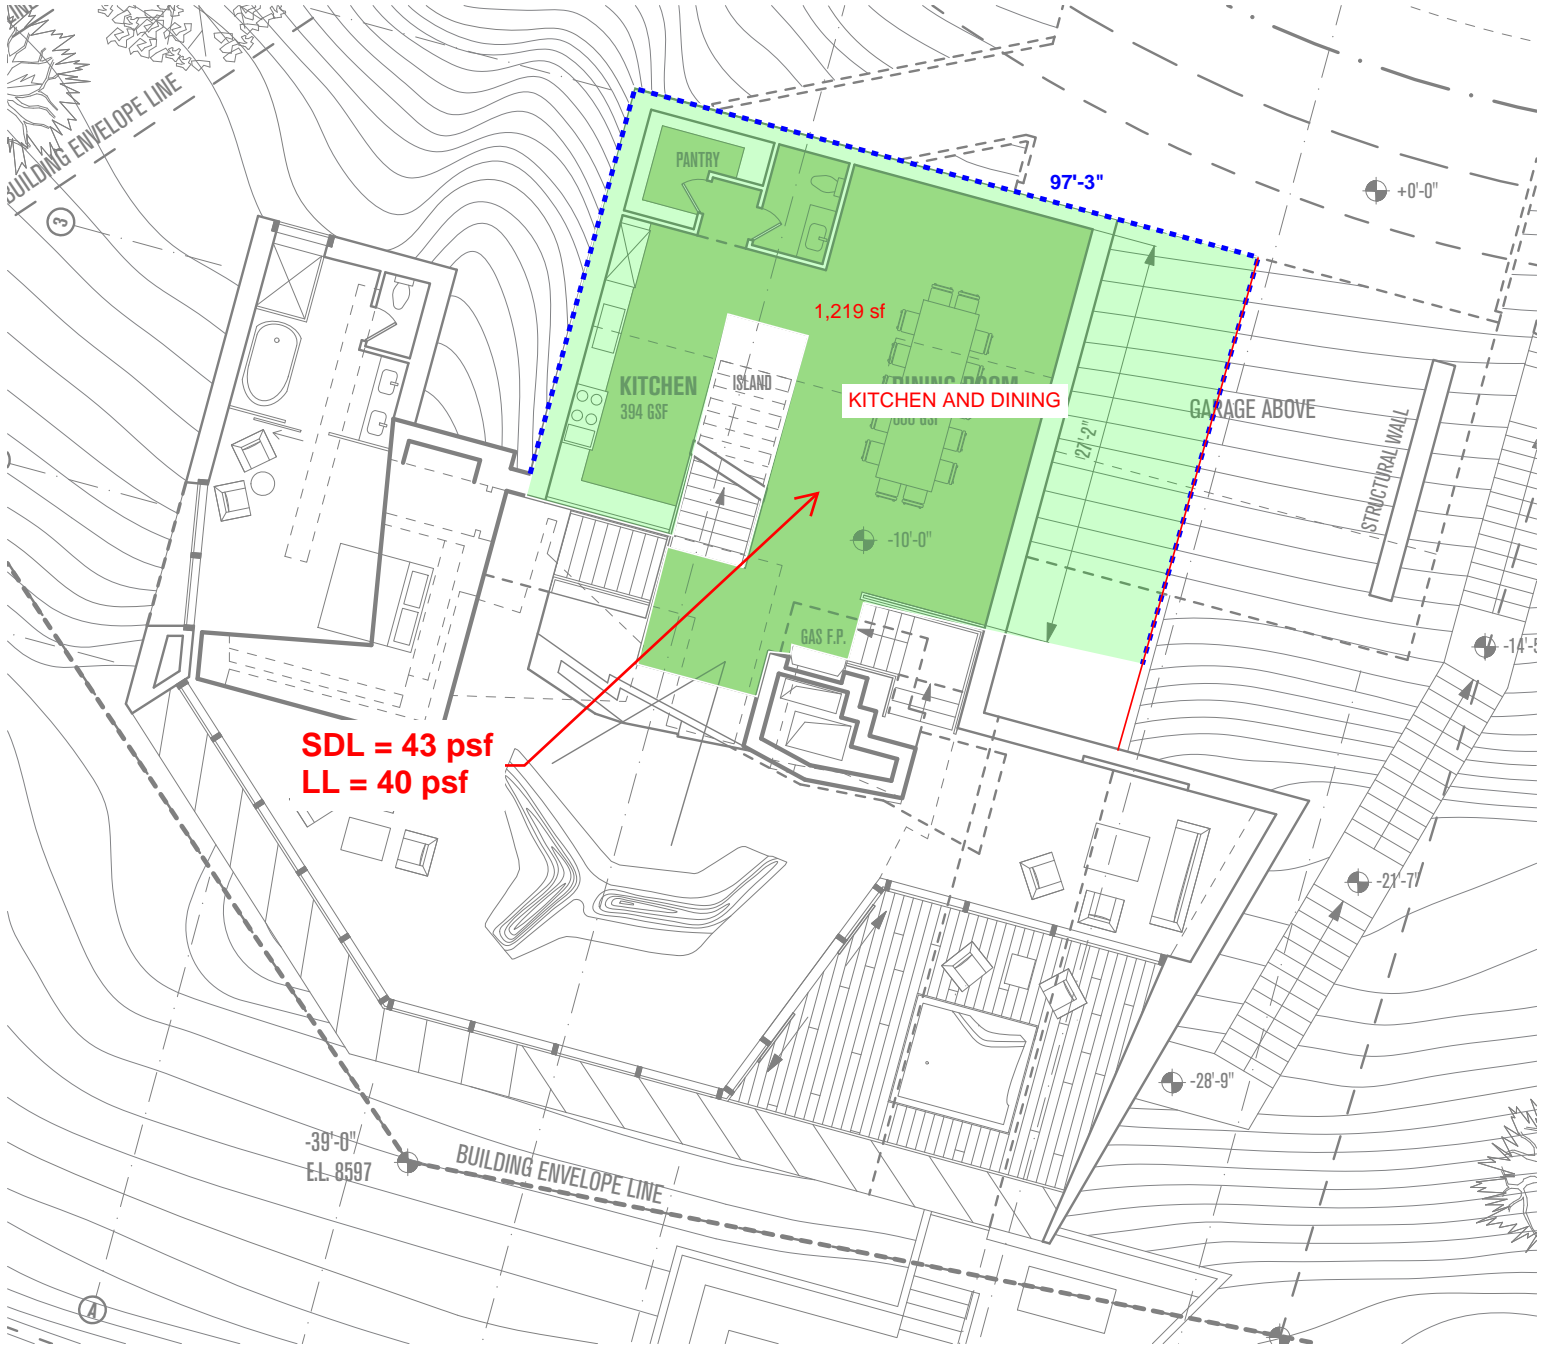 BUILDING ENVELOPE LINE
3
PANTRY
97'-3"
+0'-0"
1,219 sf
KITCHEN
394 GSF
ISLAND
KITCHEN AND DINING
GARAGE ABOVE
27'-2"
STRUCTURAL WALL
-10'-0"
GAS F.P.
SDL = 43 psf
LL = 40 psf
-21'-7"
-28'-9"
-39'-0"
E.L. 8597
BUILDING ENVELOPE LINE
A